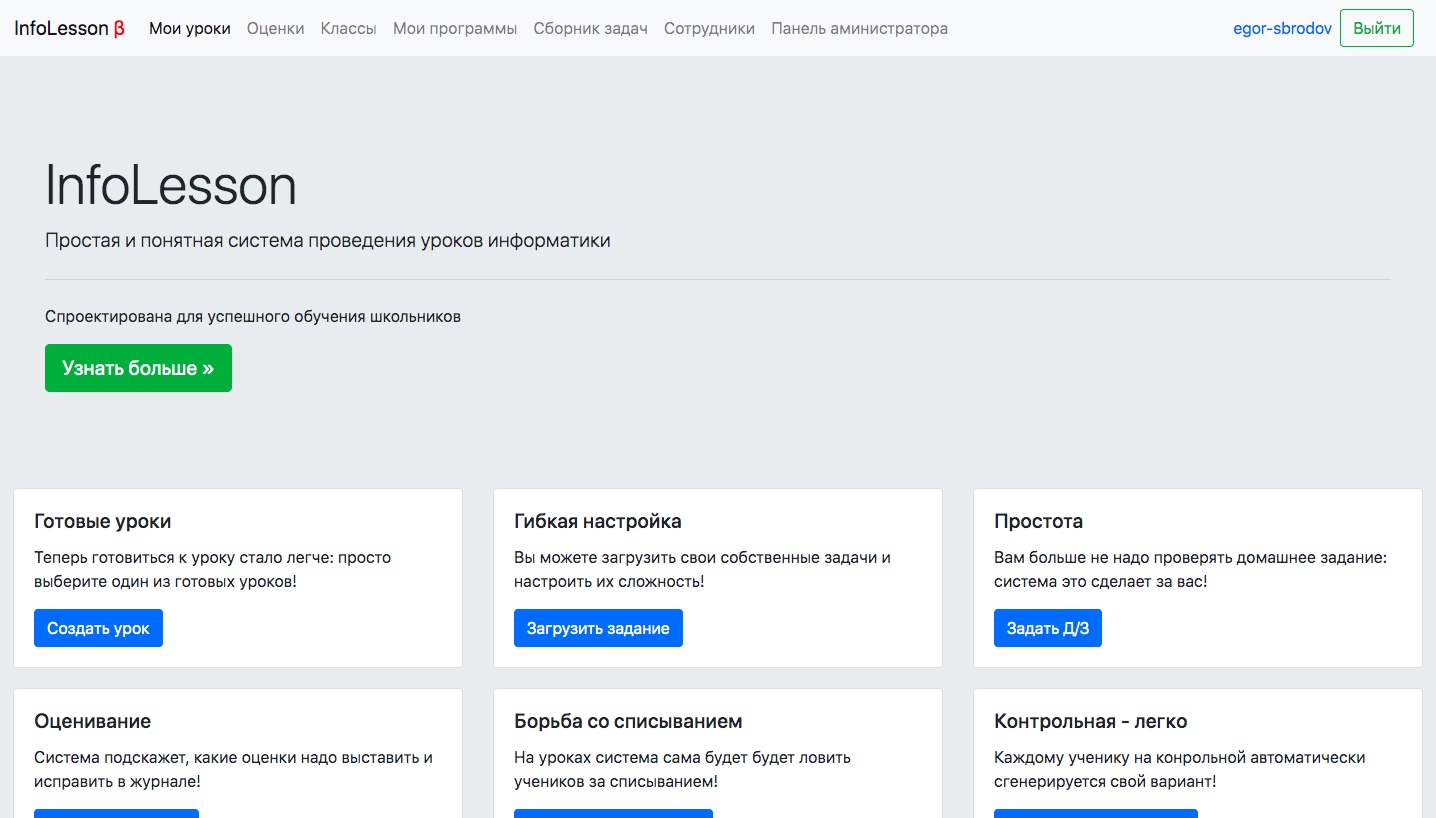 InfoLesson β Мои уроки Оценки Классы Мои программы Сборник задач Сотрудники Панель аминистратора egor-sbrodov Выйти
InfoLesson
Простая и понятная система проведения уроков информатики
Спроектирована для успешного обучения школьников
Узнать больше »
Готовые уроки
Теперь готовиться к уроку стало легче: просто
выберите один из готовых уроков!
Создать урок
Гибкая настройка
Вы можете загрузить свои собственные задачи и
настроить их сложность!
Загрузить задание
Простота
Вам больше не надо проверять домашнее задание:
система это сделает за вас!
Задать Д/З
Оценивание
Система подскажет, какие оценки надо выставить и
исправить в журнале!
Борьба со списыванием
На уроках система сама будет будет ловить
учеников за списыванием!
Контрольная - легко
Каждому ученику на конрольной автоматически
сгенерируется свой вариант!